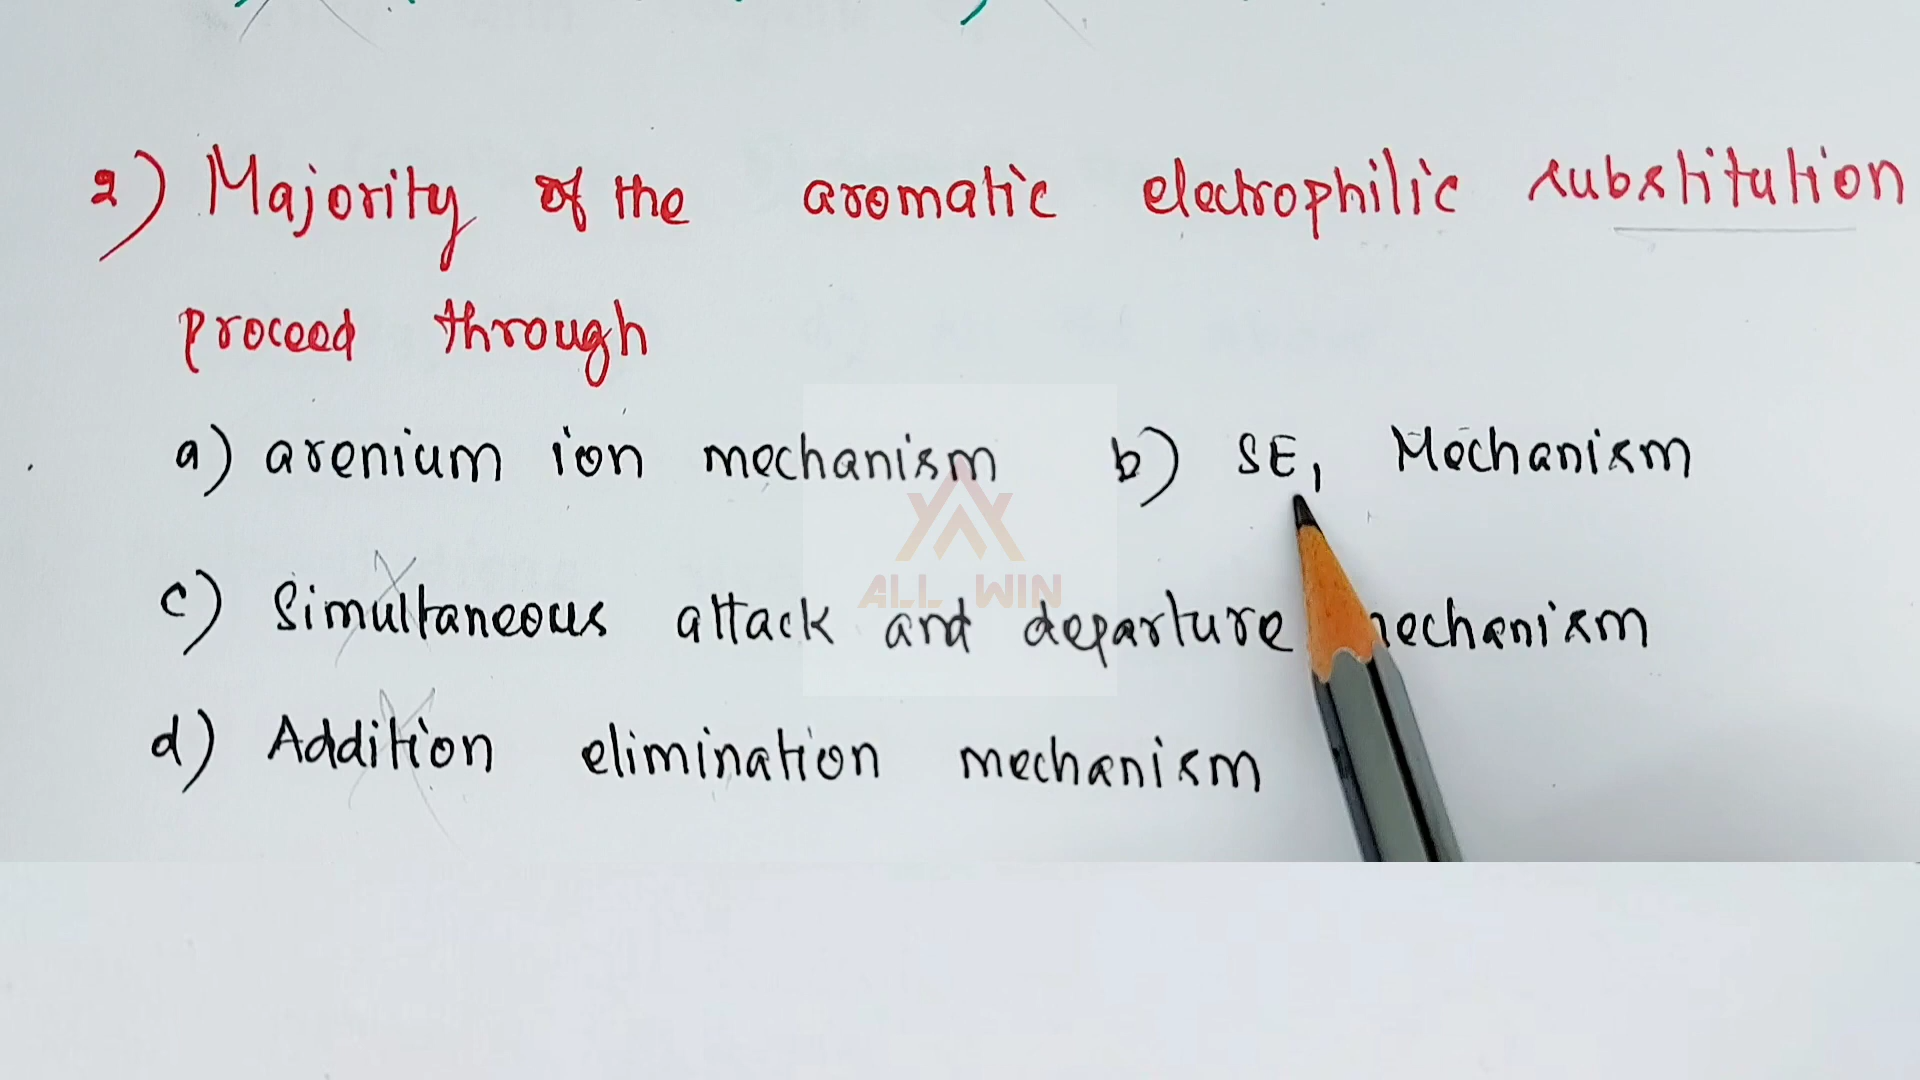 2) Majority of the aromatic electrophilic substitution
proceed through
a) arenium ion mechanism b) SE1 Mechanism
c) Simultaneous attack and departure mechanism
d) Addition elimination mechanism
ALL WIN